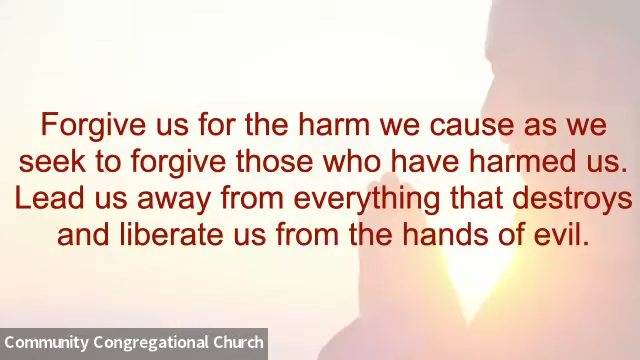 Forgive us for the harm we cause as we
seek to forgive those who have harmed us.
Lead us away from everything that destroys
and liberate us from the hands of evil.
Community Congregational Church